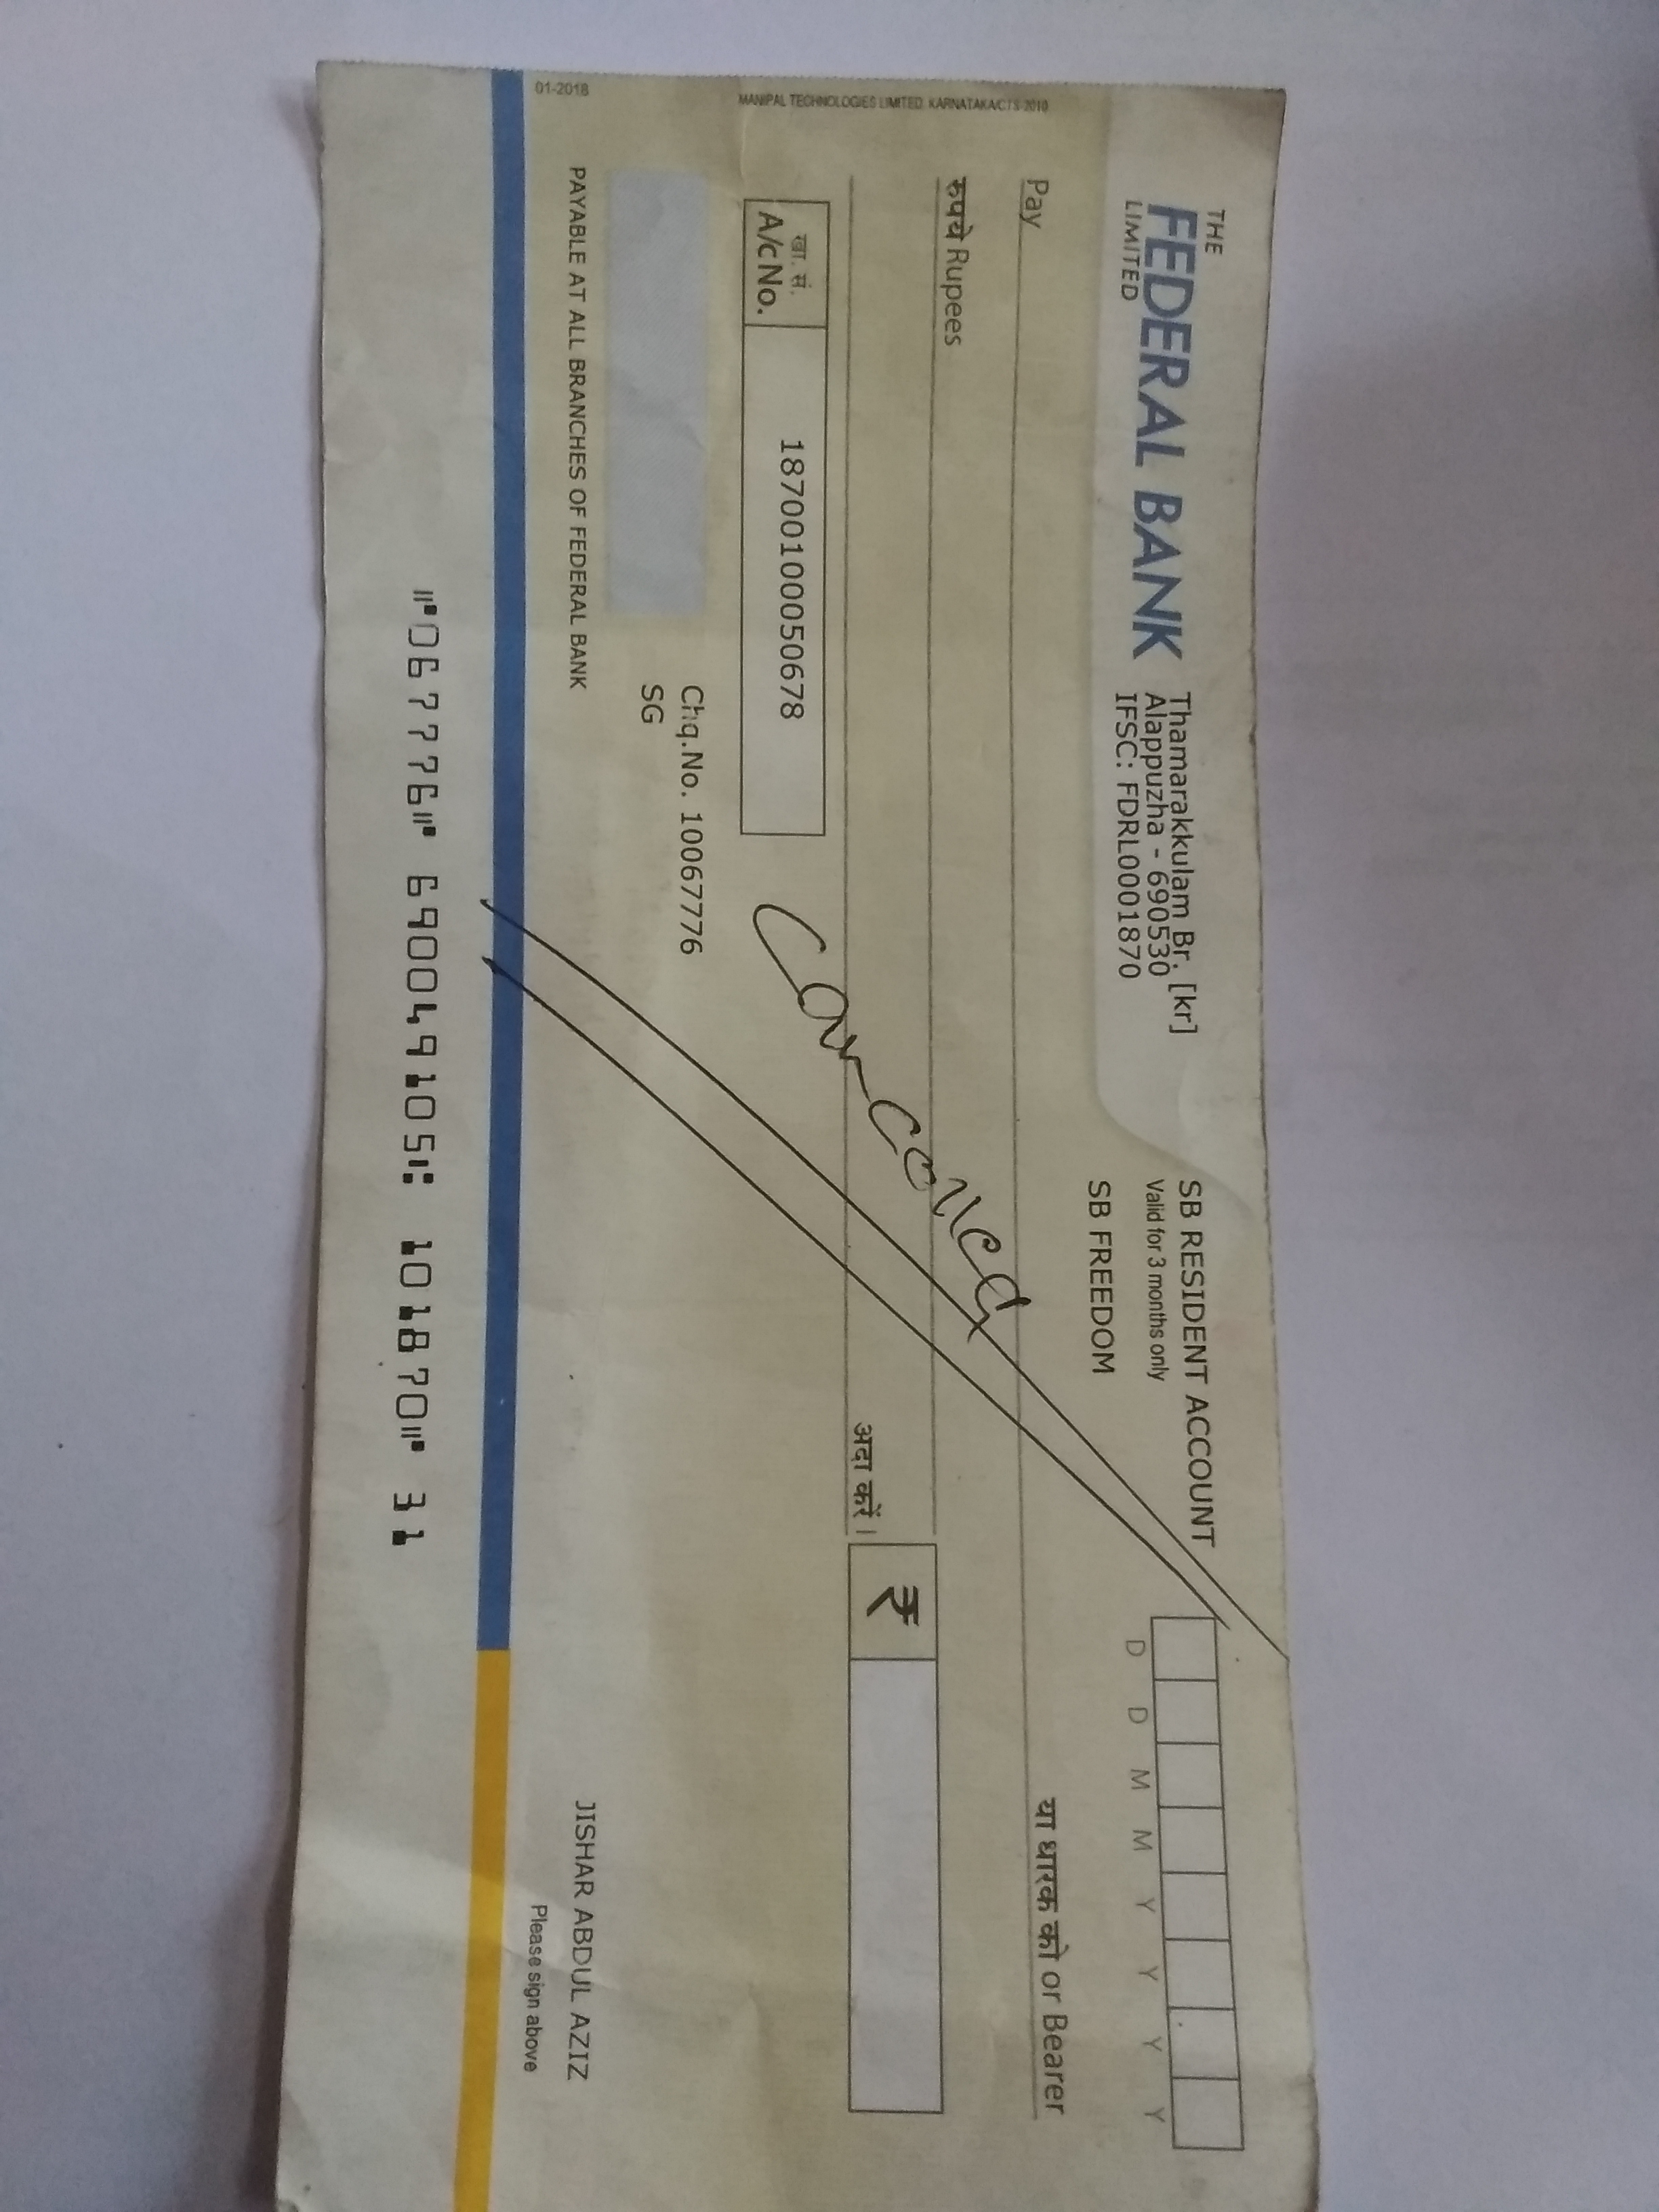 01-2018
MANIPAL TECHNOLOGIES LIMITED, KARNATAKA/CTS-2010
THE
FEDERAL BANK
LIMITED
Thamarakkulam Br. [kr]
Alappuzha - 690530
IFSC: FDRL0001870
SB RESIDENT ACCOUNT
Valid for 3 months only
SB FREEDOM
D D M M Y Y Y Y
Pay
या धारक को or Bearer
रुपये Rupees
अदा करें।
₹
खा. सं.
A/c No.
18700100050678
Cancelled
Chq.No. 10067776
SG
PAYABLE AT ALL BRANCHES OF FEDERAL BANK
JISHAR ABDUL AZIZ
Please sign above
⑈067776⑈ 690049105⑆ 101870⑈ 31